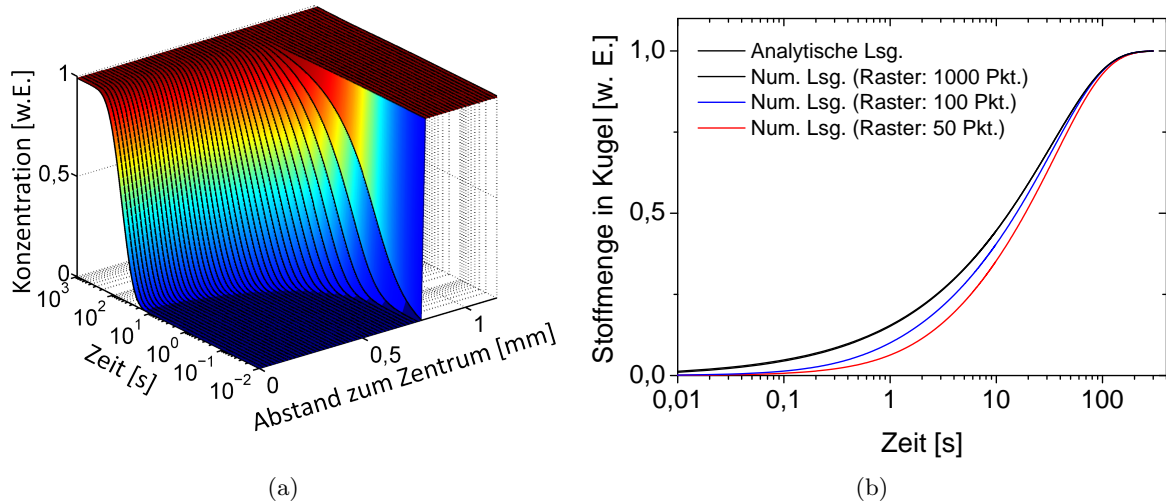 Konzentration [w.E.]
1
0,5
0
10³
10²
10¹
10⁰
10⁻¹
10⁻²
Zeit [s]
0
0,5
1
Abstand zum Zentrum [mm]
(a)
Stoffmenge in Kugel [w. E.]
1,0
0,5
0,0
Analytische Lsg.
Num. Lsg. (Raster: 1000 Pkt.)
Num. Lsg. (Raster: 100 Pkt.)
Num. Lsg. (Raster: 50 Pkt.)
0,01
0,1
1
10
100
Zeit [s]
(b)